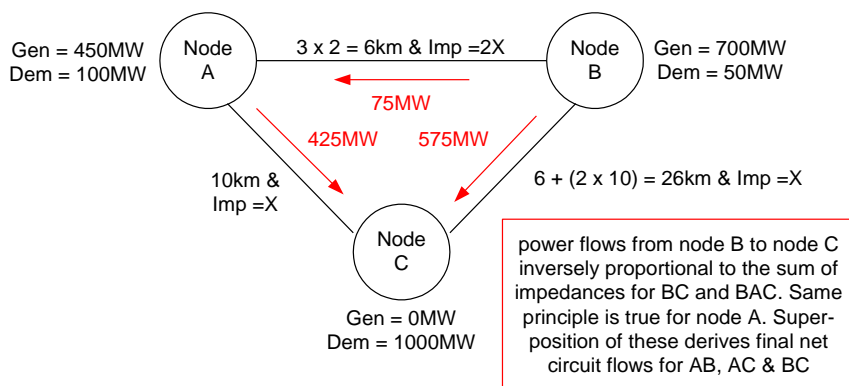 Gen = 450MW
Dem = 100MW
Node
A
3 x 2 = 6km & Imp =2X
Node
B
Gen = 700MW
Dem = 50MW
75MW
425MW
575MW
10km &
Imp =X
6 + (2 x 10) = 26km & Imp =X
Node
C
Gen = 0MW
Dem = 1000MW
power flows from node B to node C
inversely proportional to the sum of
impedances for BC and BAC. Same
principle is true for node A. Super-
position of these derives final net
circuit flows for AB, AC & BC